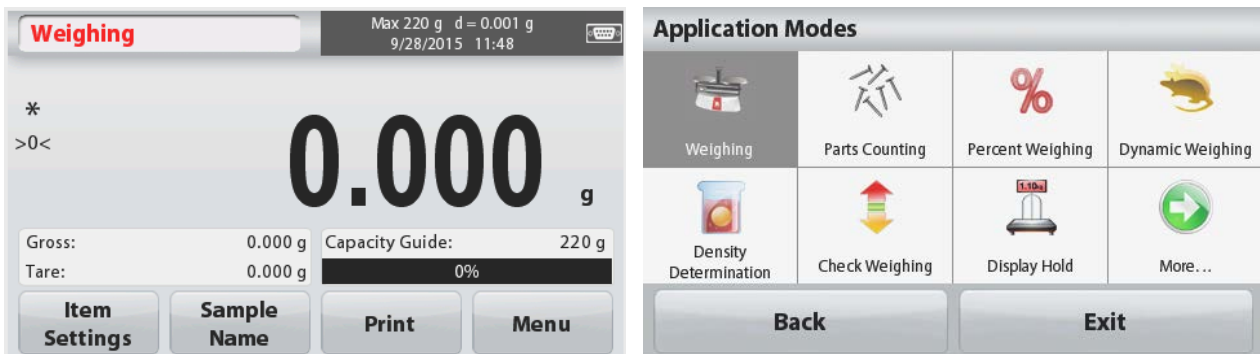 Weighing
Max 220 g d = 0.001 g
9/28/2015 11:48
*
>0<
0.000 g
Gross: 0.000 g
Tare: 0.000 g
Capacity Guide: 220 g
0%
Item
Settings
Sample
Name
Print
Menu
Application Modes
Weighing
Parts Counting
Percent Weighing
Dynamic Weighing
Density
Determination
Check Weighing
1.10kg
Display Hold
More...
Back
Exit